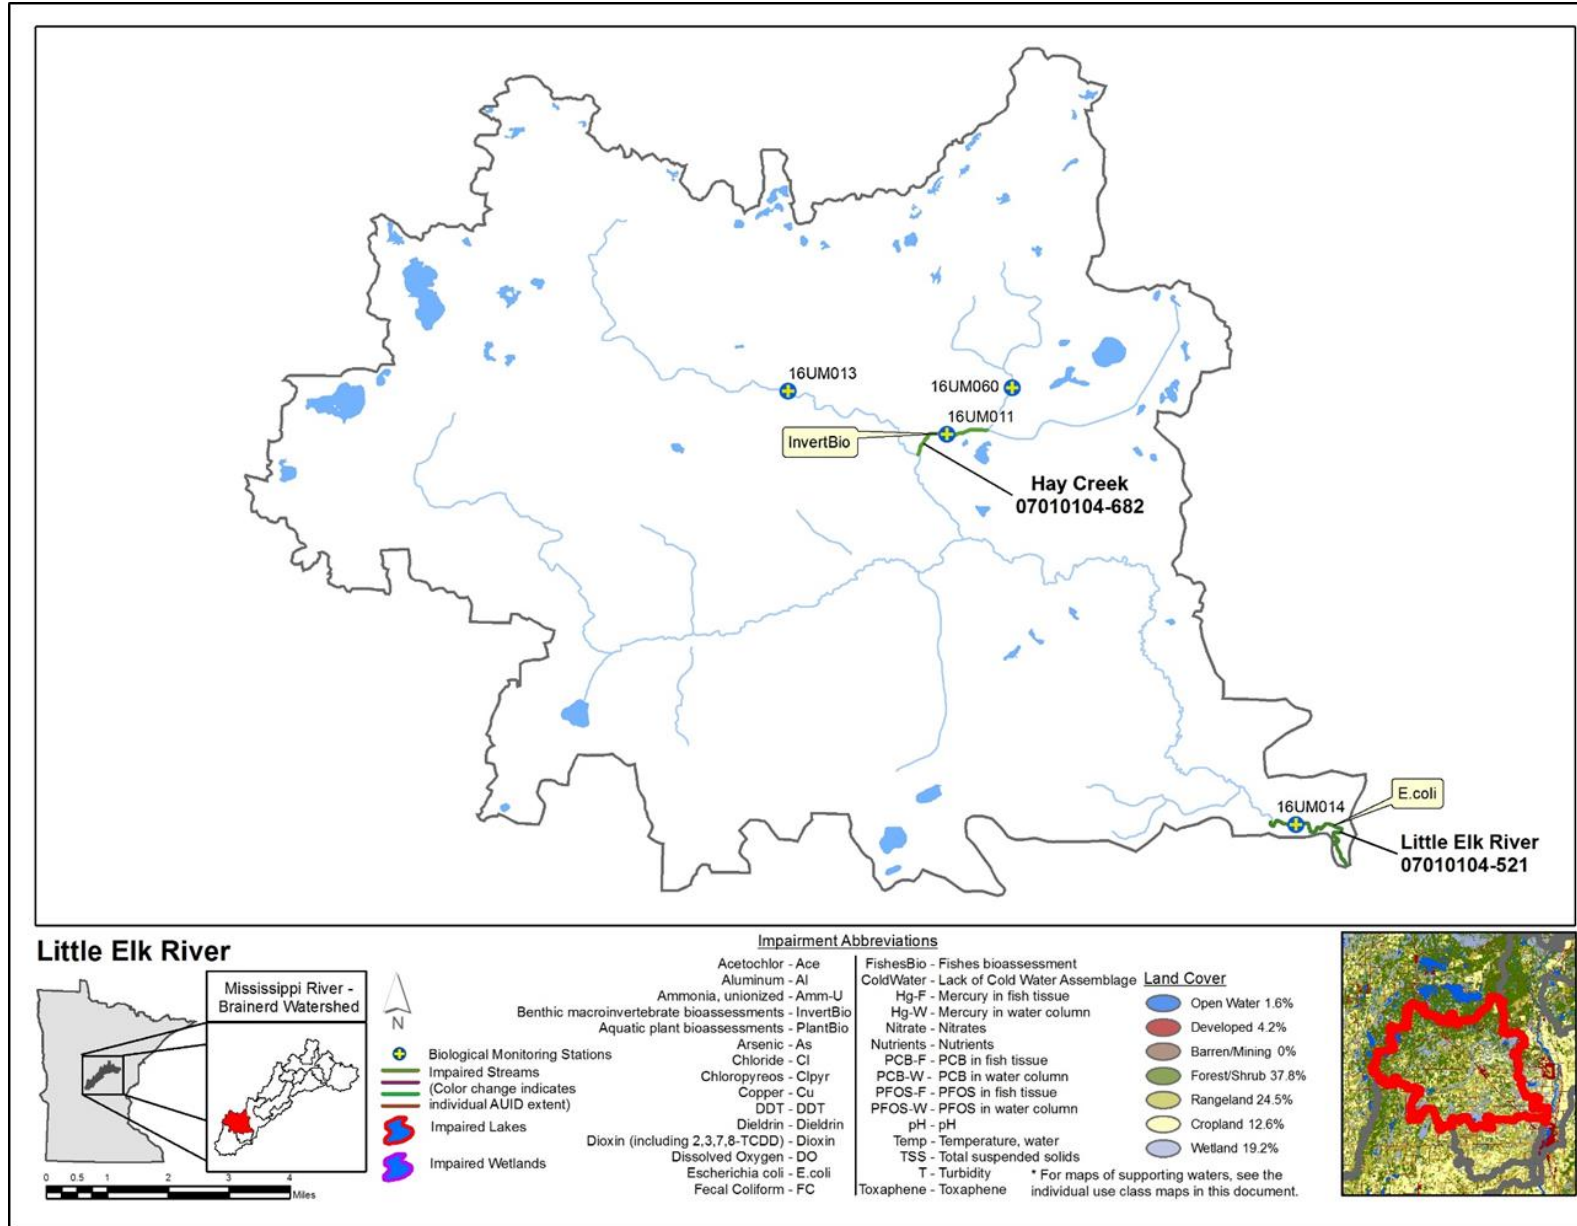 16UM013
16UM060
16UM011
InvertBio
Hay Creek
07010104-682
E.coli
16UM014
Little Elk River
07010104-521
Little Elk River
Mississippi River -
Brainerd Watershed
N
Biological Monitoring Stations
Impaired Streams
(Color change indicates
individual AUID extent)
Impaired Lakes
Impaired Wetlands
0 0.5 1 2 3 4
Miles
Impairment Abbreviations
Acetochlor - Ace
Aluminum - Al
Ammonia, unionized - Amm-U
Benthic macroinvertebrate bioassessments - InvertBio
Aquatic plant bioassessments - PlantBio
Arsenic - As
Chloride - Cl
Chloropyreos - Clpyr
Copper - Cu
DDT - DDT
Dieldrin - Dieldrin
Dioxin (including 2,3,7,8-TCDD) - Dioxin
Dissolved Oxygen - DO
Escherichia coli - E.coli
Fecal Coliform - FC
FishesBio - Fishes bioassessment
ColdWater - Lack of Cold Water Assemblage
Hg-F - Mercury in fish tissue
Hg-W - Mercury in water column
Nitrate - Nitrates
Nutrients - Nutrients
PCB-F - PCB in fish tissue
PCB-W - PCB in water column
PFOS-F - PFOS in fish tissue
PFOS-W - PFOS in water column
pH - pH
Temp - Temperature, water
TSS - Total suspended solids
T - Turbidity
Toxaphene - Toxaphene
* For maps of supporting waters, see the
individual use class maps in this document.
Land Cover
Open Water 1.6%
Developed 4.2%
Barren/Mining 0%
Forest/Shrub 37.8%
Rangeland 24.5%
Cropland 12.6%
Wetland 19.2%